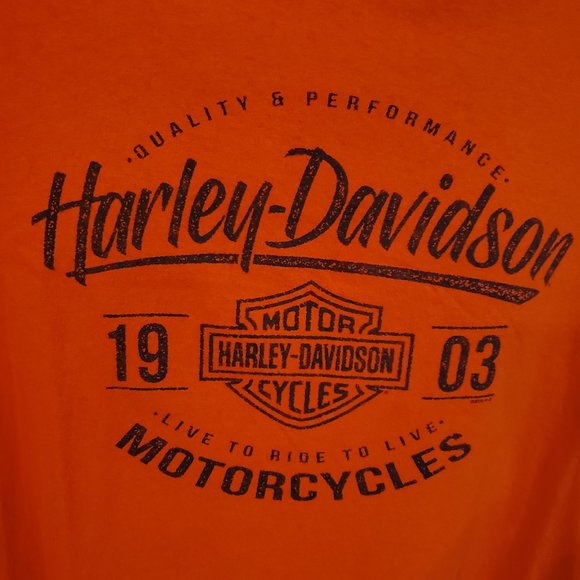 ·QUALITY & PERFORMANCE·
Harley-Davidson
19 03
MOTOR
HARLEY-DAVIDSON
CYCLES
·LIVE TO RIDE TO LIVE·
MOTORCYCLES